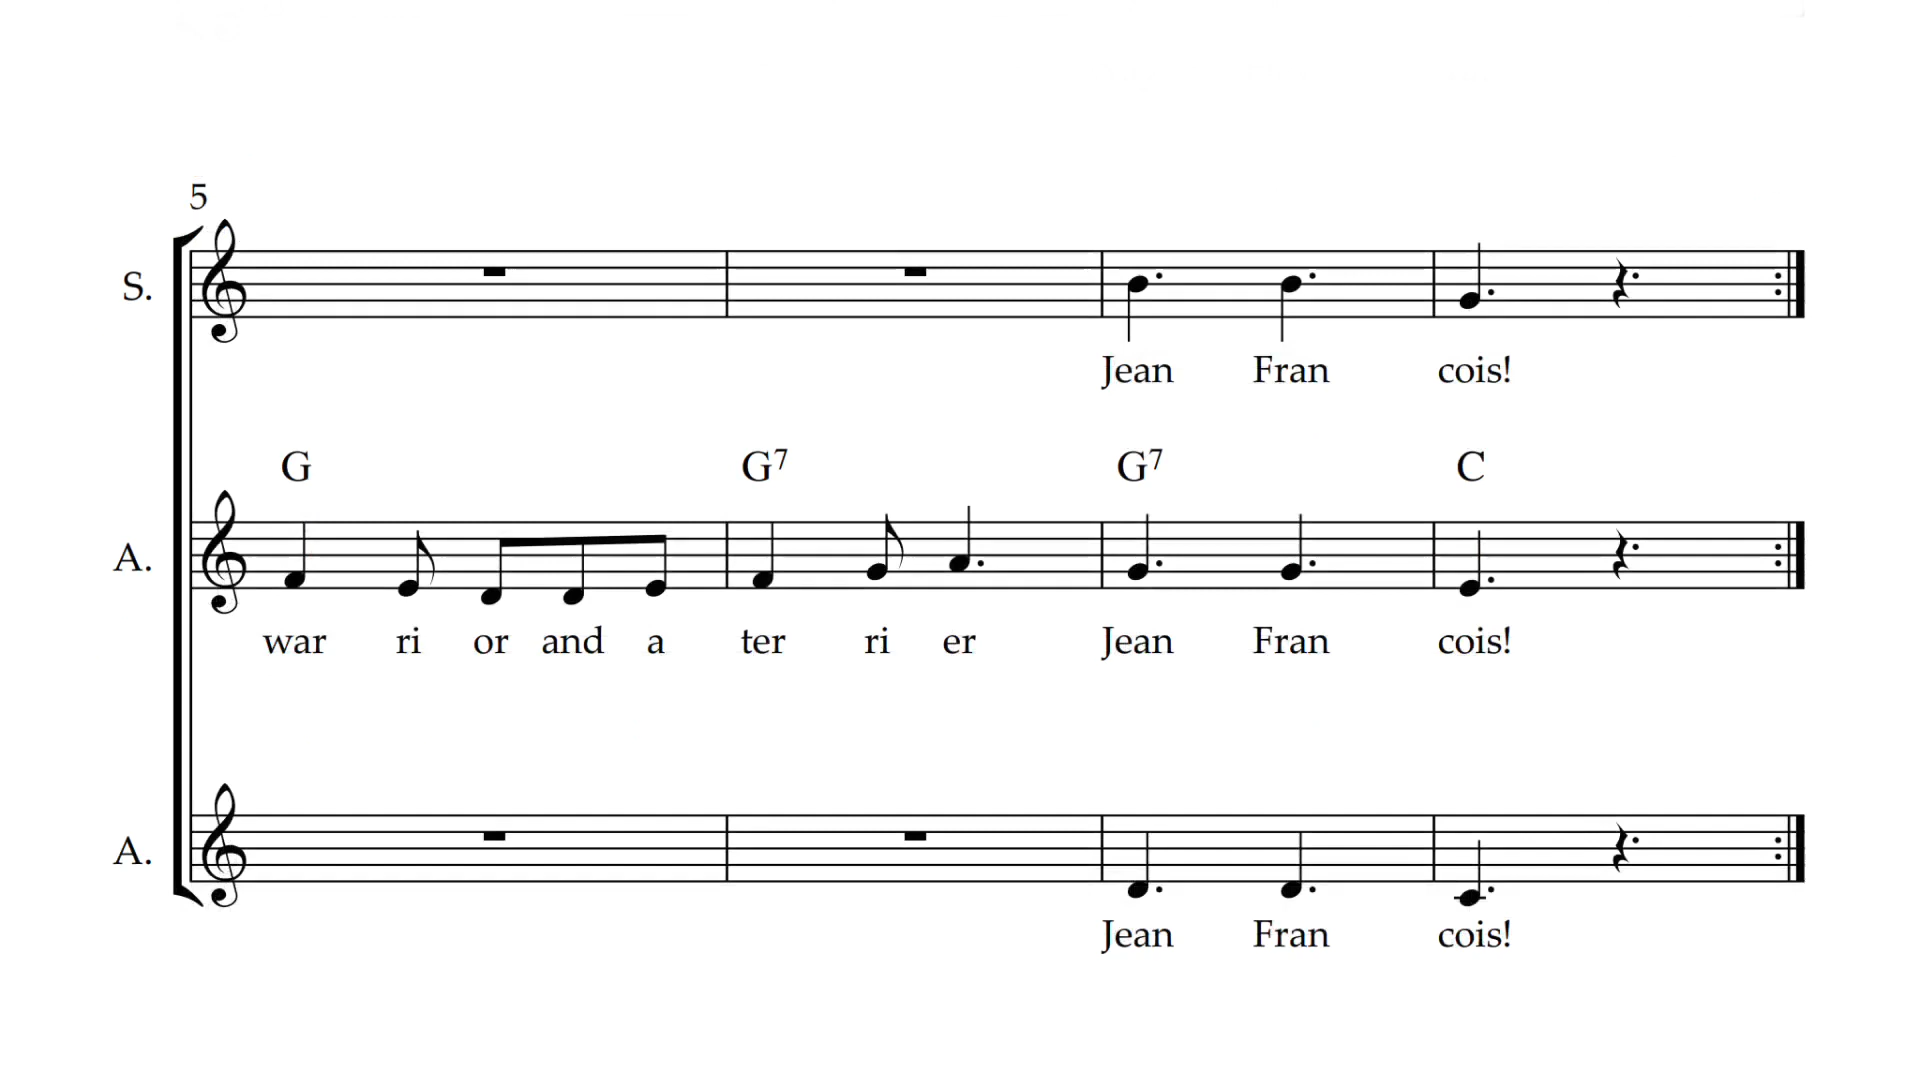 5
S.
Jean Fran cois!
G G7 G7 C
A.
war ri or and a ter ri er Jean Fran cois!
A.
Jean Fran cois!